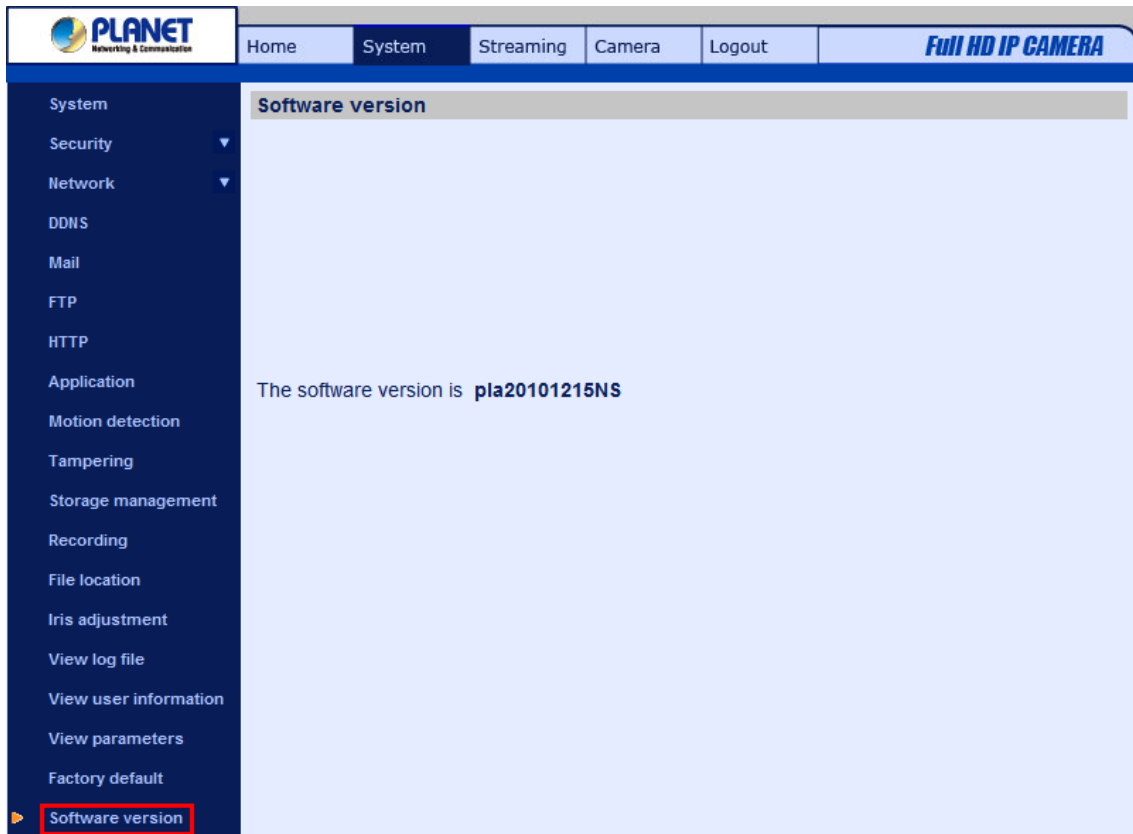 PLANET
Networking & Communication
Home System Streaming Camera Logout Full HD IP CAMERA
System
Security
Network
DDNS
Mail
FTP
HTTP
Application
Motion detection
Tampering
Storage management
Recording
File location
Iris adjustment
View log file
View user information
View parameters
Factory default
Software version
Software version
The software version is pla20101215NS